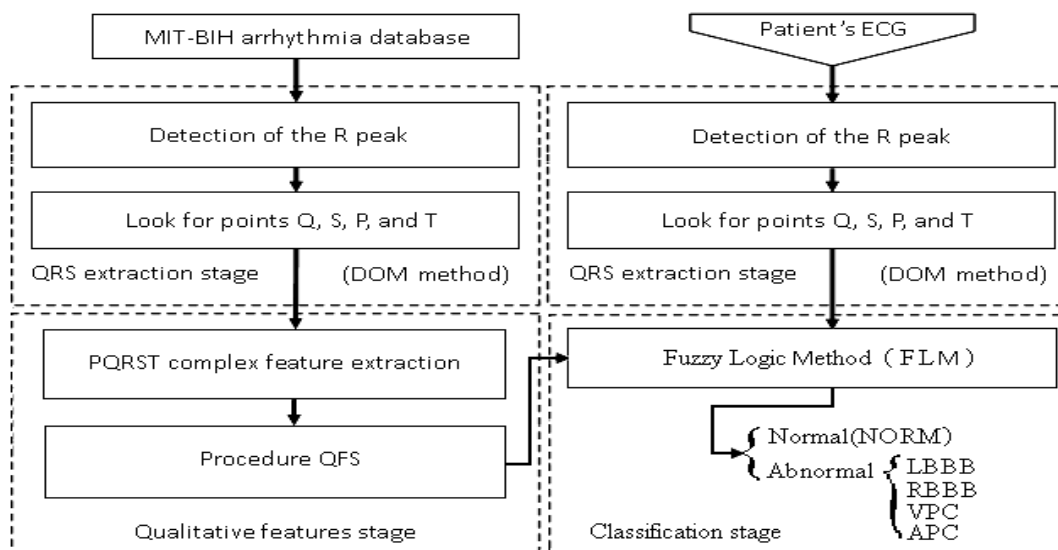 MIT-BIH arrhythmia database
Detection of the R peak
Look for points Q, S, P, and T
QRS extraction stage (DOM method)
PQRST complex feature extraction
Procedure QFS
Qualitative features stage
Patient's ECG
Detection of the R peak
Look for points Q, S, P, and T
QRS extraction stage (DOM method)
Fuzzy Logic Method (FLM)
Normal(NORM)
Abnormal
LBBB
RBBB
VPC
APC
Classification stage